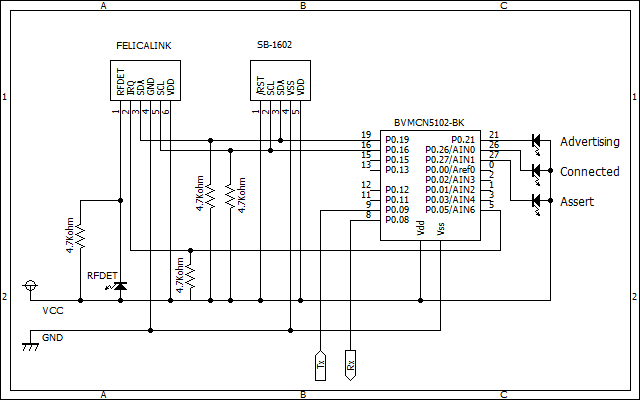 A B C
FELICALINK SB-1602
RFDET IRQ SDA GND SCL VDD
/RST SCL SDA VSS VDD
1 2 3 4 5 6
1 2 3 4 5
1 1
BVMCN5102-BK
19 P0.19 P0.21 21 Advertising
16 P0.16 P0.26/AIN0 26
15 P0.15 P0.27/AIN1 27
13 P0.13 P0.00/Aref0 0 Connected
P0.02/AIN3 2
12 P0.12 P0.01/AIN2 1
11 P0.11 P0.03/AIN4 3 Assert
9 P0.09 P0.05/AIN6 5
8 P0.08
Vdd Vss
4.7Kohm 4.7Kohm
4.7Kohm
4.7Kohm
RFDET
2 2
VCC
GND
Tx Rx
A B C